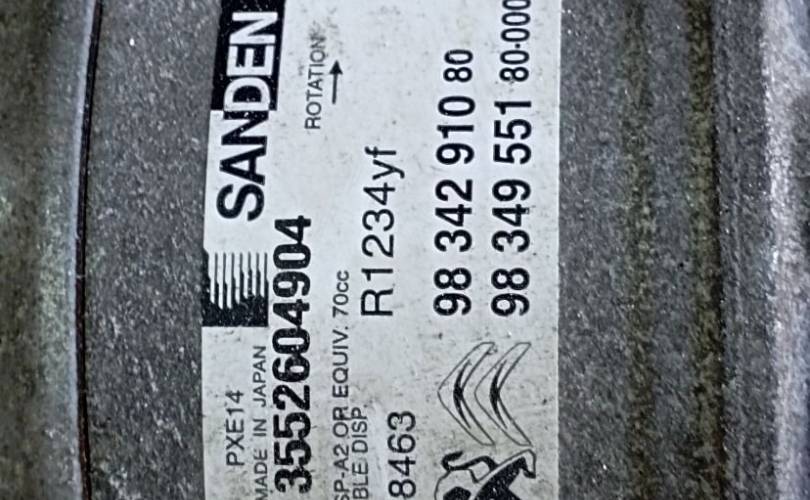 SANDEN
PXE14
MADE IN JAPAN
ROTATION →
3552604904
SP-A2 OR EQUIV. 70cc
BLE DISP.
8463
R1234yf
98 342 910 80
98 349 551 80-000